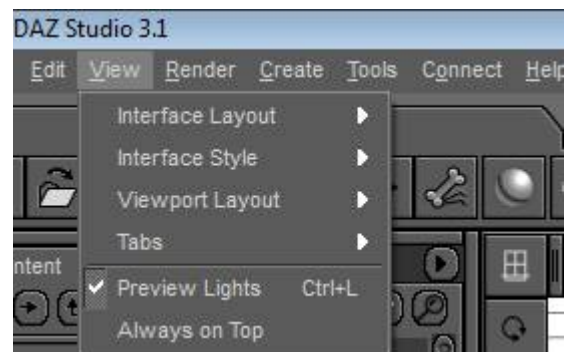 DAZ Studio 3.1
Edit View Render Create Tools Connect Help
Interface Layout
Interface Style
Viewport Layout
Tabs
ntent
Preview Lights Ctrl+L
Always on Top